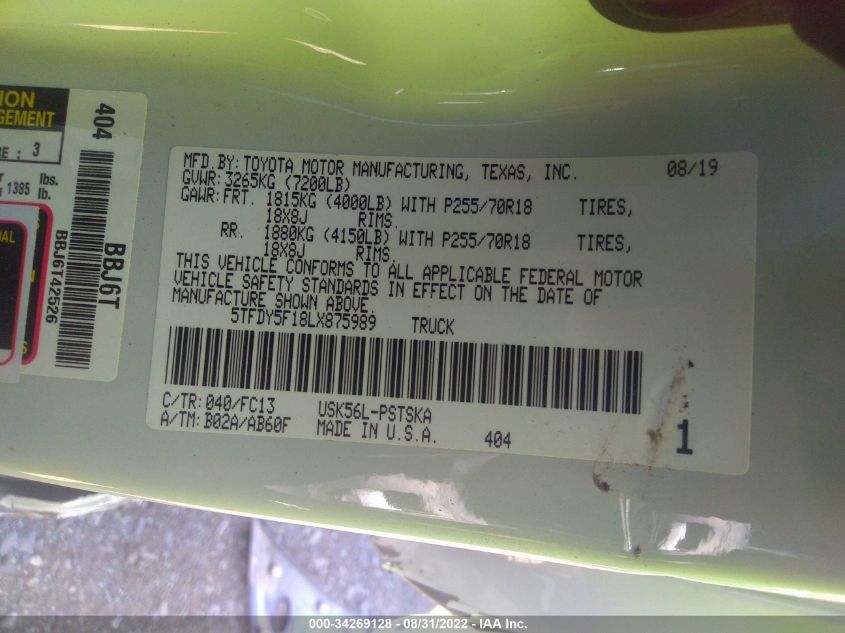 ION
GEMENT
RE : 3
1385 lbs.
lb.
UAL
404
BBJ6T
BBJ6T42526
MFD.BY:TOYOTA MOTOR MANUFACTURING, TEXAS, INC. 08/19
GVWR:3265KG (7200LB)
GAWR:FRT. 1815KG (4000LB) WITH P255/70R18 TIRES,
18X8J RIMS.
RR. 1880KG (4150LB) WITH P255/70R18 TIRES,
18X8J RIMS.
THIS VEHICLE CONFORMS TO ALL APPLICABLE FEDERAL MOTOR
VEHICLE SAFETY STANDARDS IN EFFECT ON THE DATE OF
MANUFACTURE SHOWN ABOVE.
5TFDY5F18LX875989 TRUCK
C/TR:040/FC13 USK56L-PSTSKA
A/TM:B02A/AB60F MADE IN U.S.A. 404
1
000-34269128 - 08/31/2022 - IAA Inc.